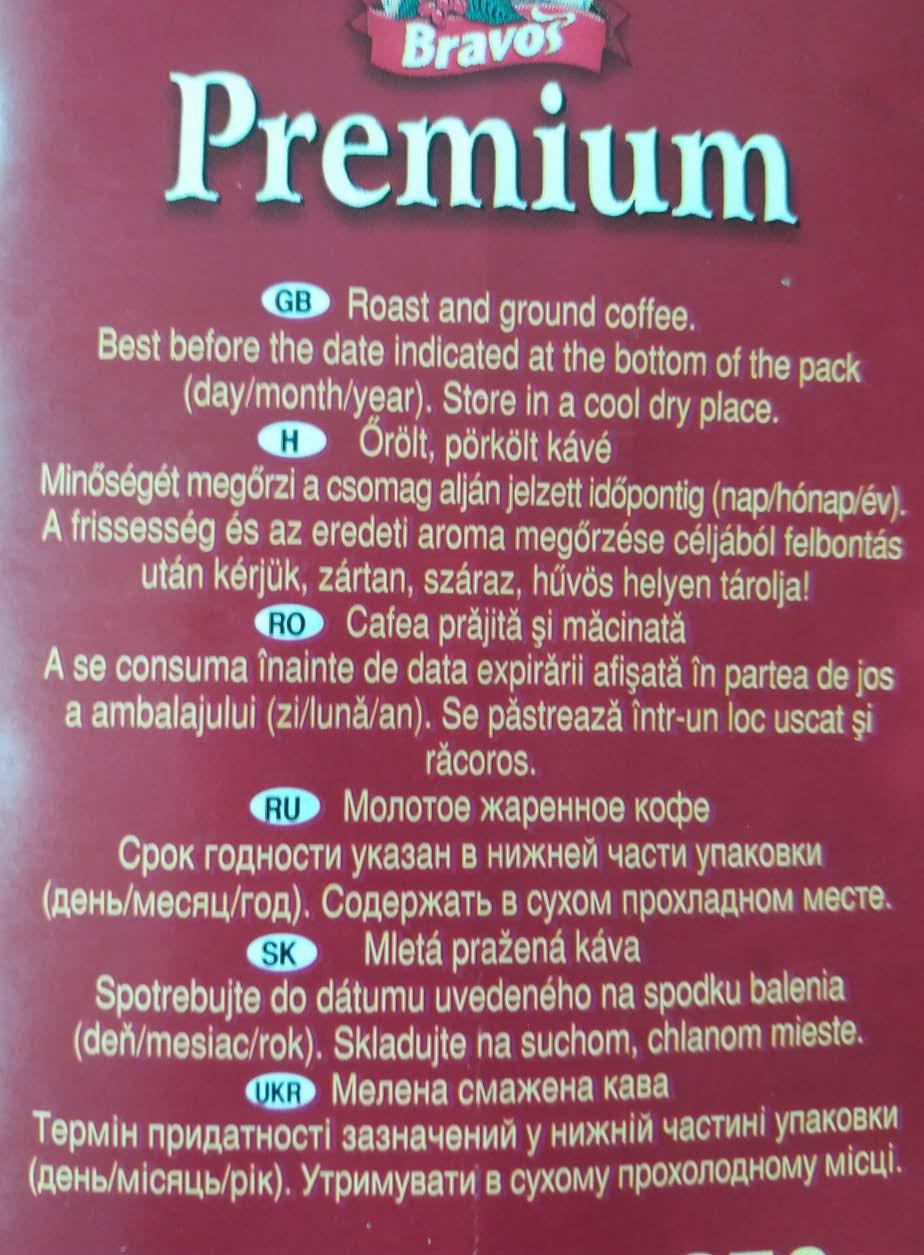 Bravos
Premium
GB Roast and ground coffee.
Best before the date indicated at the bottom of the pack
(day/month/year). Store in a cool dry place.
H Őrölt, pörkölt kávé
Minőségét megőrzi a csomag alján jelzett időpontig (nap/hónap/év).
A frissesség és az eredeti aroma megőrzése céljából felbontás
után kérjük, zártan, száraz, hűvös helyen tárolja!
RO Cafea prăjită şi măcinată
A se consuma înainte de data expirării afişată în partea de jos
a ambalajului (zi/lună/an). Se păstrează într-un loc uscat şi
răcoros.
RU Молотое жаренное кофе
Срок годности указан в нижней части упаковки
(день/месяц/год). Содержать в сухом прохладном месте.
SK Mletá pražená káva
Spotrebujte do dátumu uvedeného na spodku balenia
(deň/mesiac/rok). Skladujte na suchom, chlanom mieste.
UKR Мелена смажена кава
Термін придатності зазначений у нижній частині упаковки
(день/місяць/рік). Утримувати в сухому прохолодному місці.